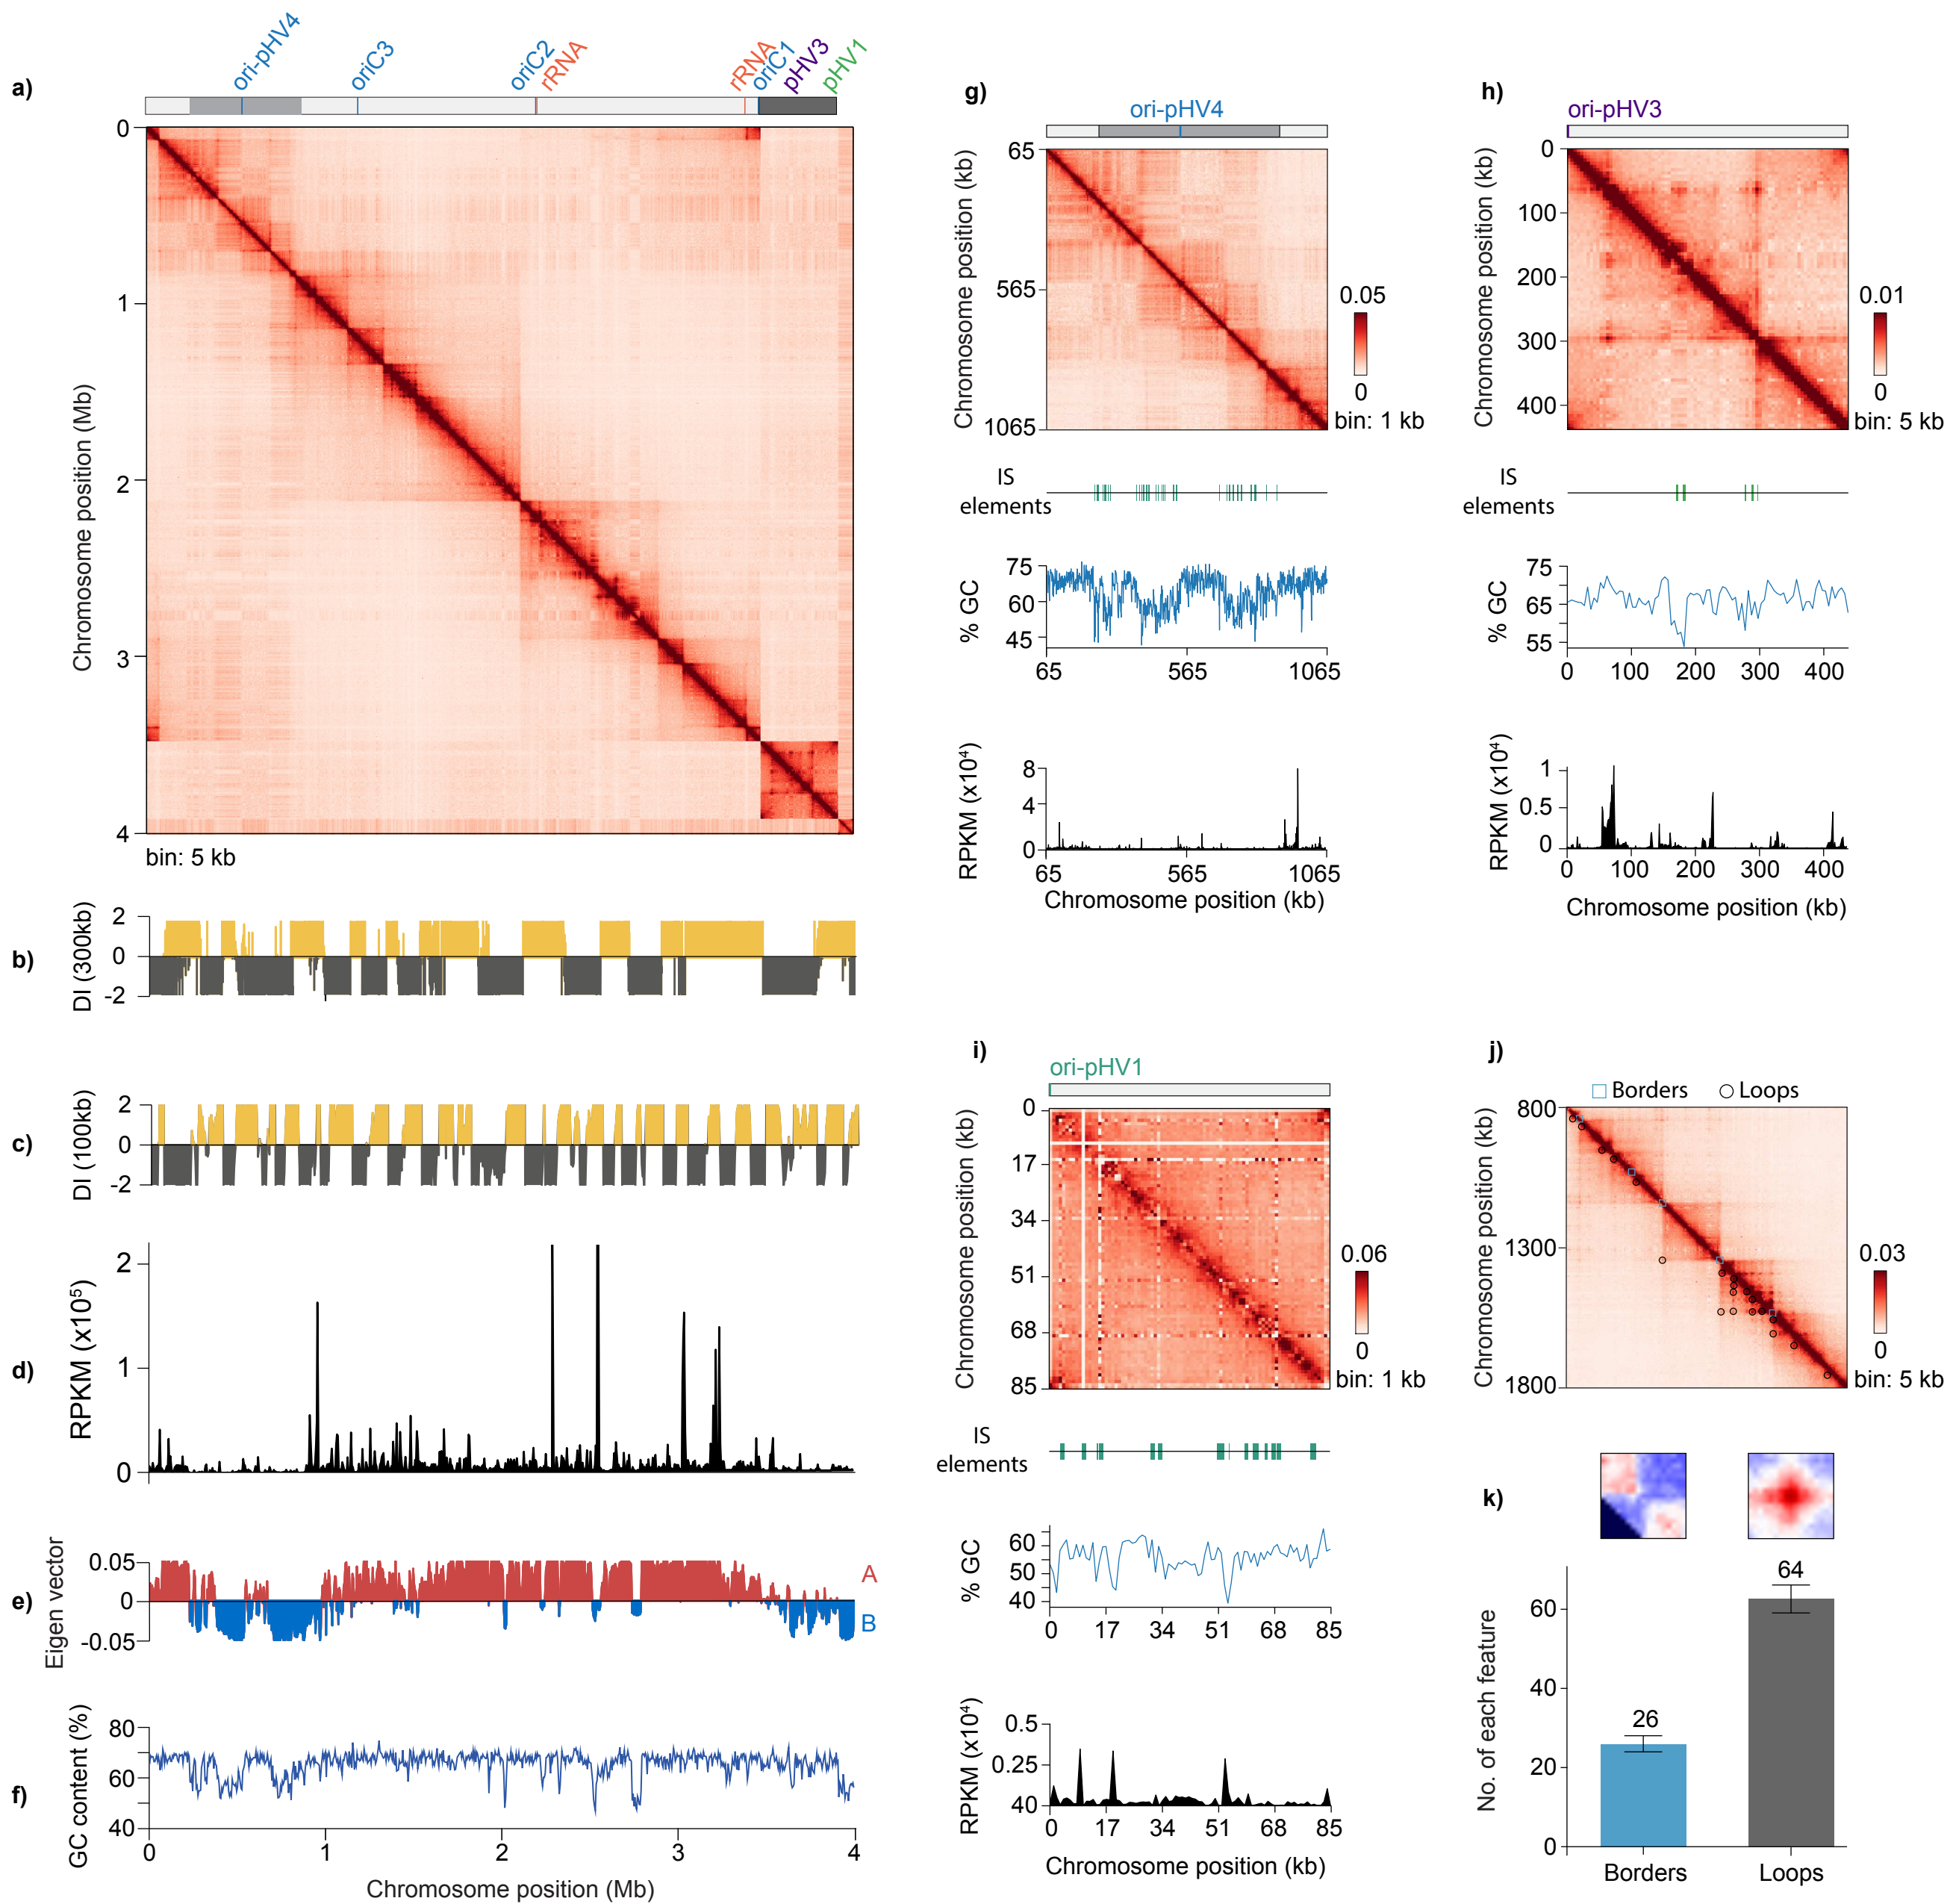 a)
ori-pHV4
oriC3
oriC2
rRNA
rRNA
oriC1
pHV3
pHV1
Chromosome position (Mb)
0
1
2
3
4
bin: 5 kb
b)
DI (300kb)
2
0
-2
c)
DI (100kb)
2
0
-2
d)
RPKM (x10⁵)
2
1
0
e)
Eigen vector
0.05
0
-0.05
A
B
f)
GC content (%)
80
60
40
0 1 2 3 4
Chromosome position (Mb)
g)
ori-pHV4
Chromosome position (kb)
65
565
1065
0.05
0
bin: 1 kb
IS
elements
% GC
75
60
45
65 565 1065
RPKM (x10⁴)
8
4
0
65 565 1065
Chromosome position (kb)
h)
ori-pHV3
Chromosome position (kb)
0
100
200
300
400
0.01
0
bin: 5 kb
IS
elements
% GC
75
65
55
0 100 200 300 400
RPKM (x10⁴)
1
0.5
0
0 100 200 300 400
Chromosome position (kb)
i)
ori-pHV1
Chromosome position (kb)
0
17
34
51
68
85
0.06
0
bin: 1 kb
IS
elements
% GC
60
50
40
0 17 34 51 68 85
RPKM (x10⁴)
0.5
0.25
40
0 17 34 51 68 85
Chromosome position (kb)
j)
Borders Loops
Chromosome position (kb)
800
1300
1800
0.03
0
bin: 5 kb
k)
No. of each feature
60
40
20
0
26
64
Borders Loops